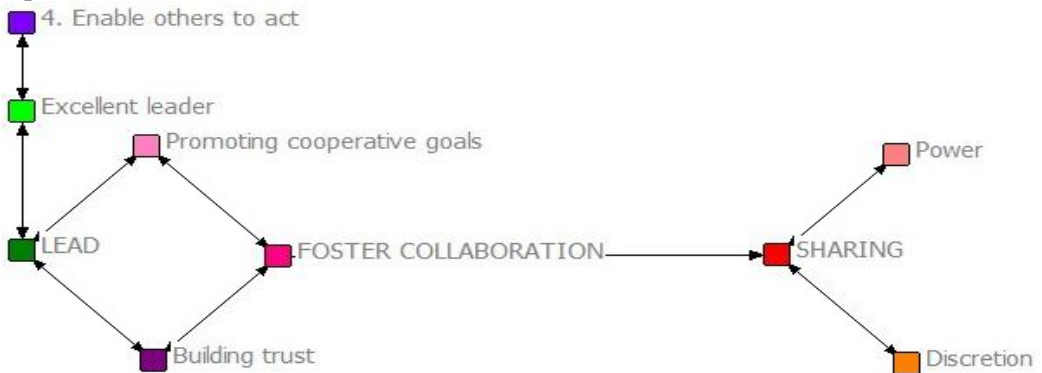 4. Enable others to act
Excellent leader
Promoting cooperative goals
Power
LEAD
FOSTER COLLABORATION
SHARING
Building trust
Discretion